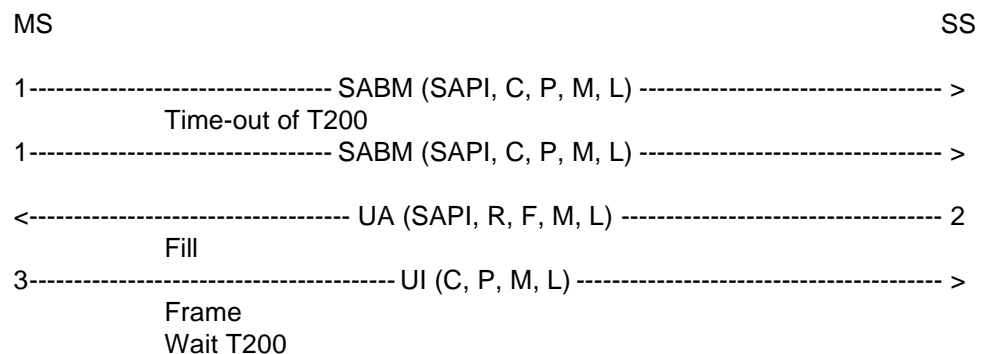 MS SS
1---------------------------------- SABM (SAPI, C, P, M, L) ---------------------------------- >
Time-out of T200
1---------------------------------- SABM (SAPI, C, P, M, L) ---------------------------------- >
<------------------------------------ UA (SAPI, R, F, M, L) ------------------------------------ 2
Fill
3----------------------------------------- UI (C, P, M, L) ----------------------------------------- >
Frame
Wait T200